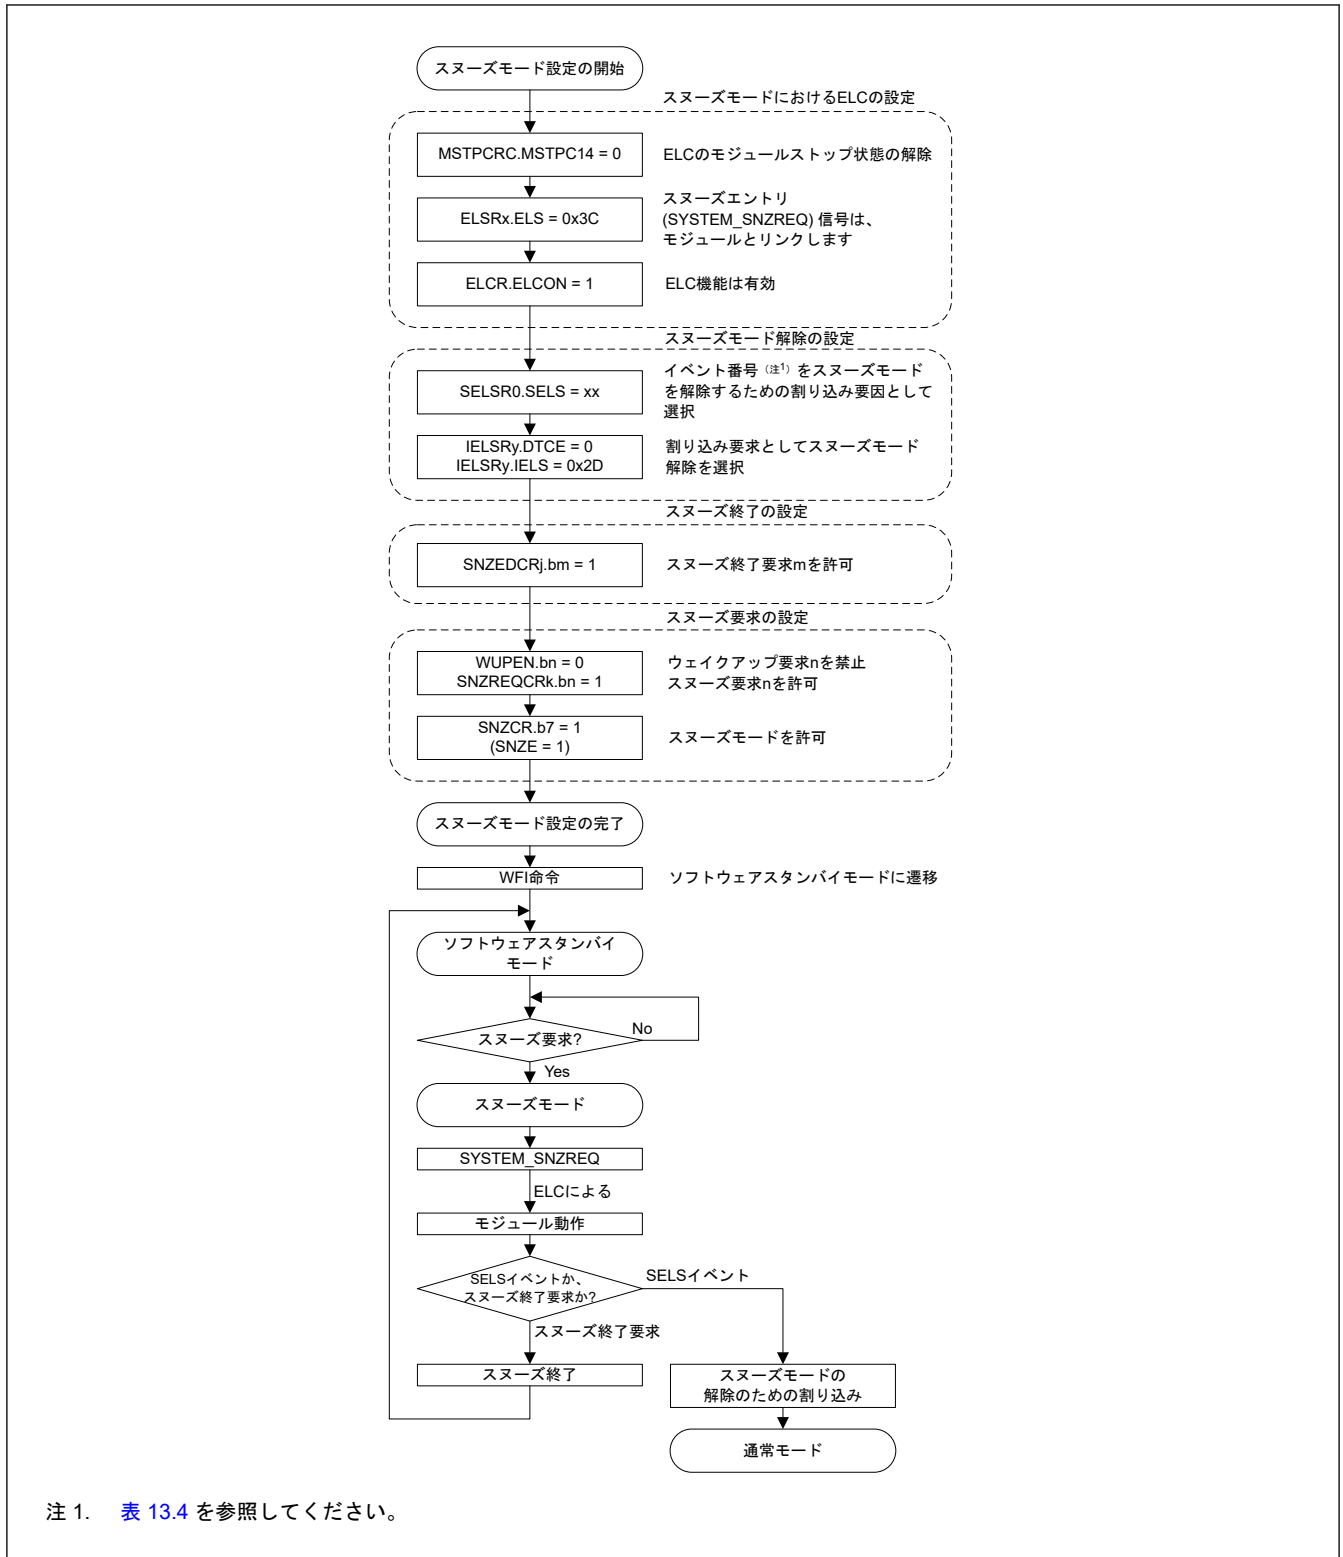 スヌーズモード設定の開始
スヌーズモードにおけるELCの設定
MSTPCRC.MSTPC14 = 0
ELCのモジュールストップ状態の解除
ELSRx.ELS = 0x3C
スヌーズエントリ
(SYSTEM_SNZREQ) 信号は、
モジュールとリンクします
ELCR.ELCON = 1
ELC機能は有効
スヌーズモード解除の設定
SELSR0.SELS = xx
イベント番号（注1）をスヌーズモード
を解除するための割り込み要因として
選択
IELSRy.DTCE = 0
IELSRy.IELS = 0x2D
割り込み要求としてスヌーズモード
解除を選択
スヌーズ終了の設定
SNZEDCRj.bm = 1
スヌーズ終了要求mを許可
スヌーズ要求の設定
WUPEN.bn = 0
SNZREQCRk.bn = 1
ウェイクアップ要求nを禁止
スヌーズ要求nを許可
SNZCR.b7 = 1
(SNZE = 1)
スヌーズモードを許可
スヌーズモード設定の完了
WFI命令
ソフトウェアスタンバイモードに遷移
ソフトウェアスタンバイ
モード
スヌーズ要求?
No
Yes
スヌーズモード
SYSTEM_SNZREQ
ELCによる
モジュール動作
SELSイベントか、
スヌーズ終了要求か?
SELSイベント
スヌーズ終了要求
スヌーズ終了
スヌーズモードの
解除のための割り込み
通常モード
注 1. 表 13.4 を参照してください。